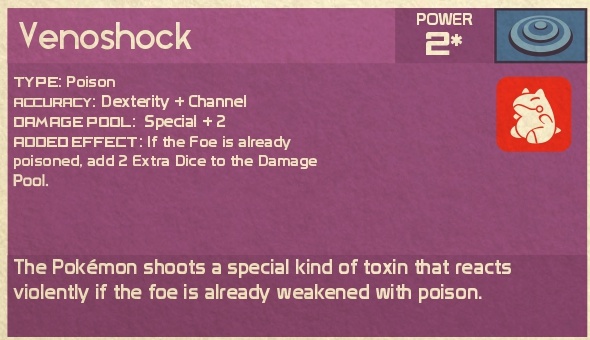 Venoshock
POWER
2*
TYPE: Poison
ACCURACY: Dexterity + Channel
DAMAGE POOL: Special + 2
ADDED EFFECT: If the Foe is already
poisoned, add 2 Extra Dice to the Damage
Pool.
The Pokémon shoots a special kind of toxin that reacts
violently if the foe is already weakened with poison.